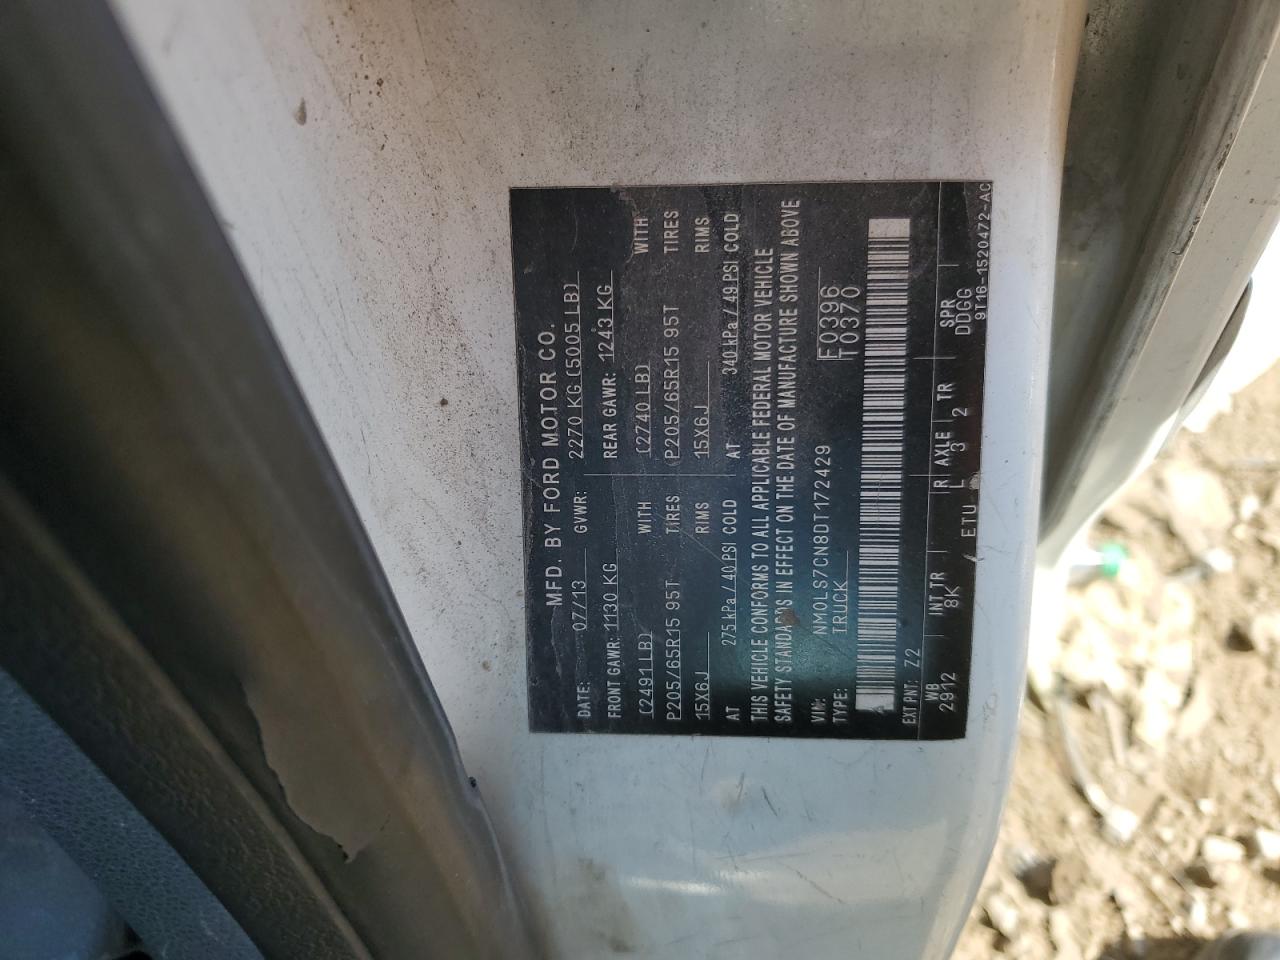 MFD. BY FORD MOTOR CO.
DATE: 07/13 GVWR: 2270 KG (5005 LB)
FRONT GAWR: 1130 KG REAR GAWR: 1243 KG
(2491 LB) WITH (2740 LB) WITH
P205/65R15 95T TIRES P205/65R15 95T TIRES
15X6J RIMS 15X6J RIMS
AT 275 kPa / 40 PSI COLD AT 340 kPa / 49 PSI COLD
THIS VEHICLE CONFORMS TO ALL APPLICABLE FEDERAL MOTOR VEHICLE
SAFETY STANDARDS IN EFFECT ON THE DATE OF MANUFACTURE SHOWN ABOVE
VIN: NM0LS7CN8DT172429 F0396
TYPE: TRUCK T0370
EXT PNT: Z2
WB INT TR R AXLE TR SPR
2912 8K L 3 2 DDGG
/ ETU 9T16-1520472-AC